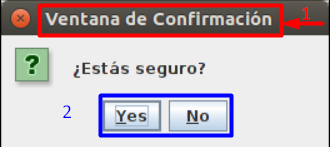 Ventana de Confirmación 1
? ¿Estás seguro?
2 Yes No